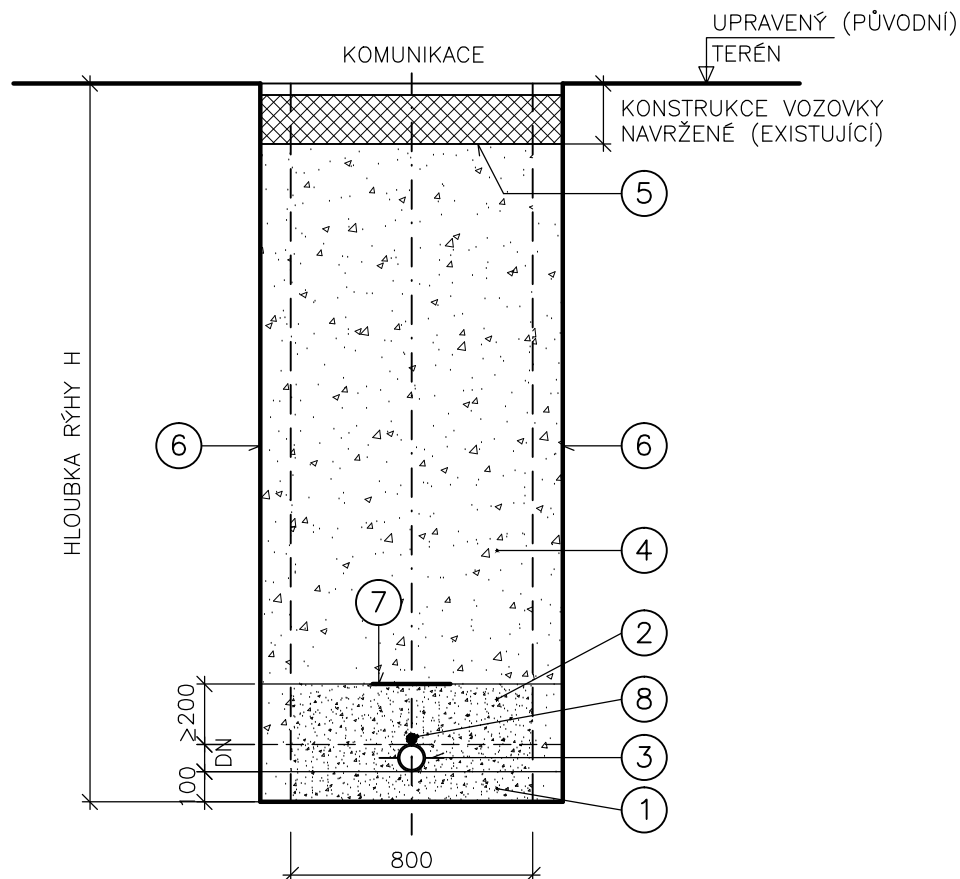 UPRAVENÝ (PŮVODNÍ)
TERÉN
KOMUNIKACE
KONSTRUKCE VOZOVKY
NAVRŽENÉ (EXISTUJÍCÍ)
5
HLOUBKA RÝHY H
6
6
4
7
2
8
≥200
DN
3
100
1
800